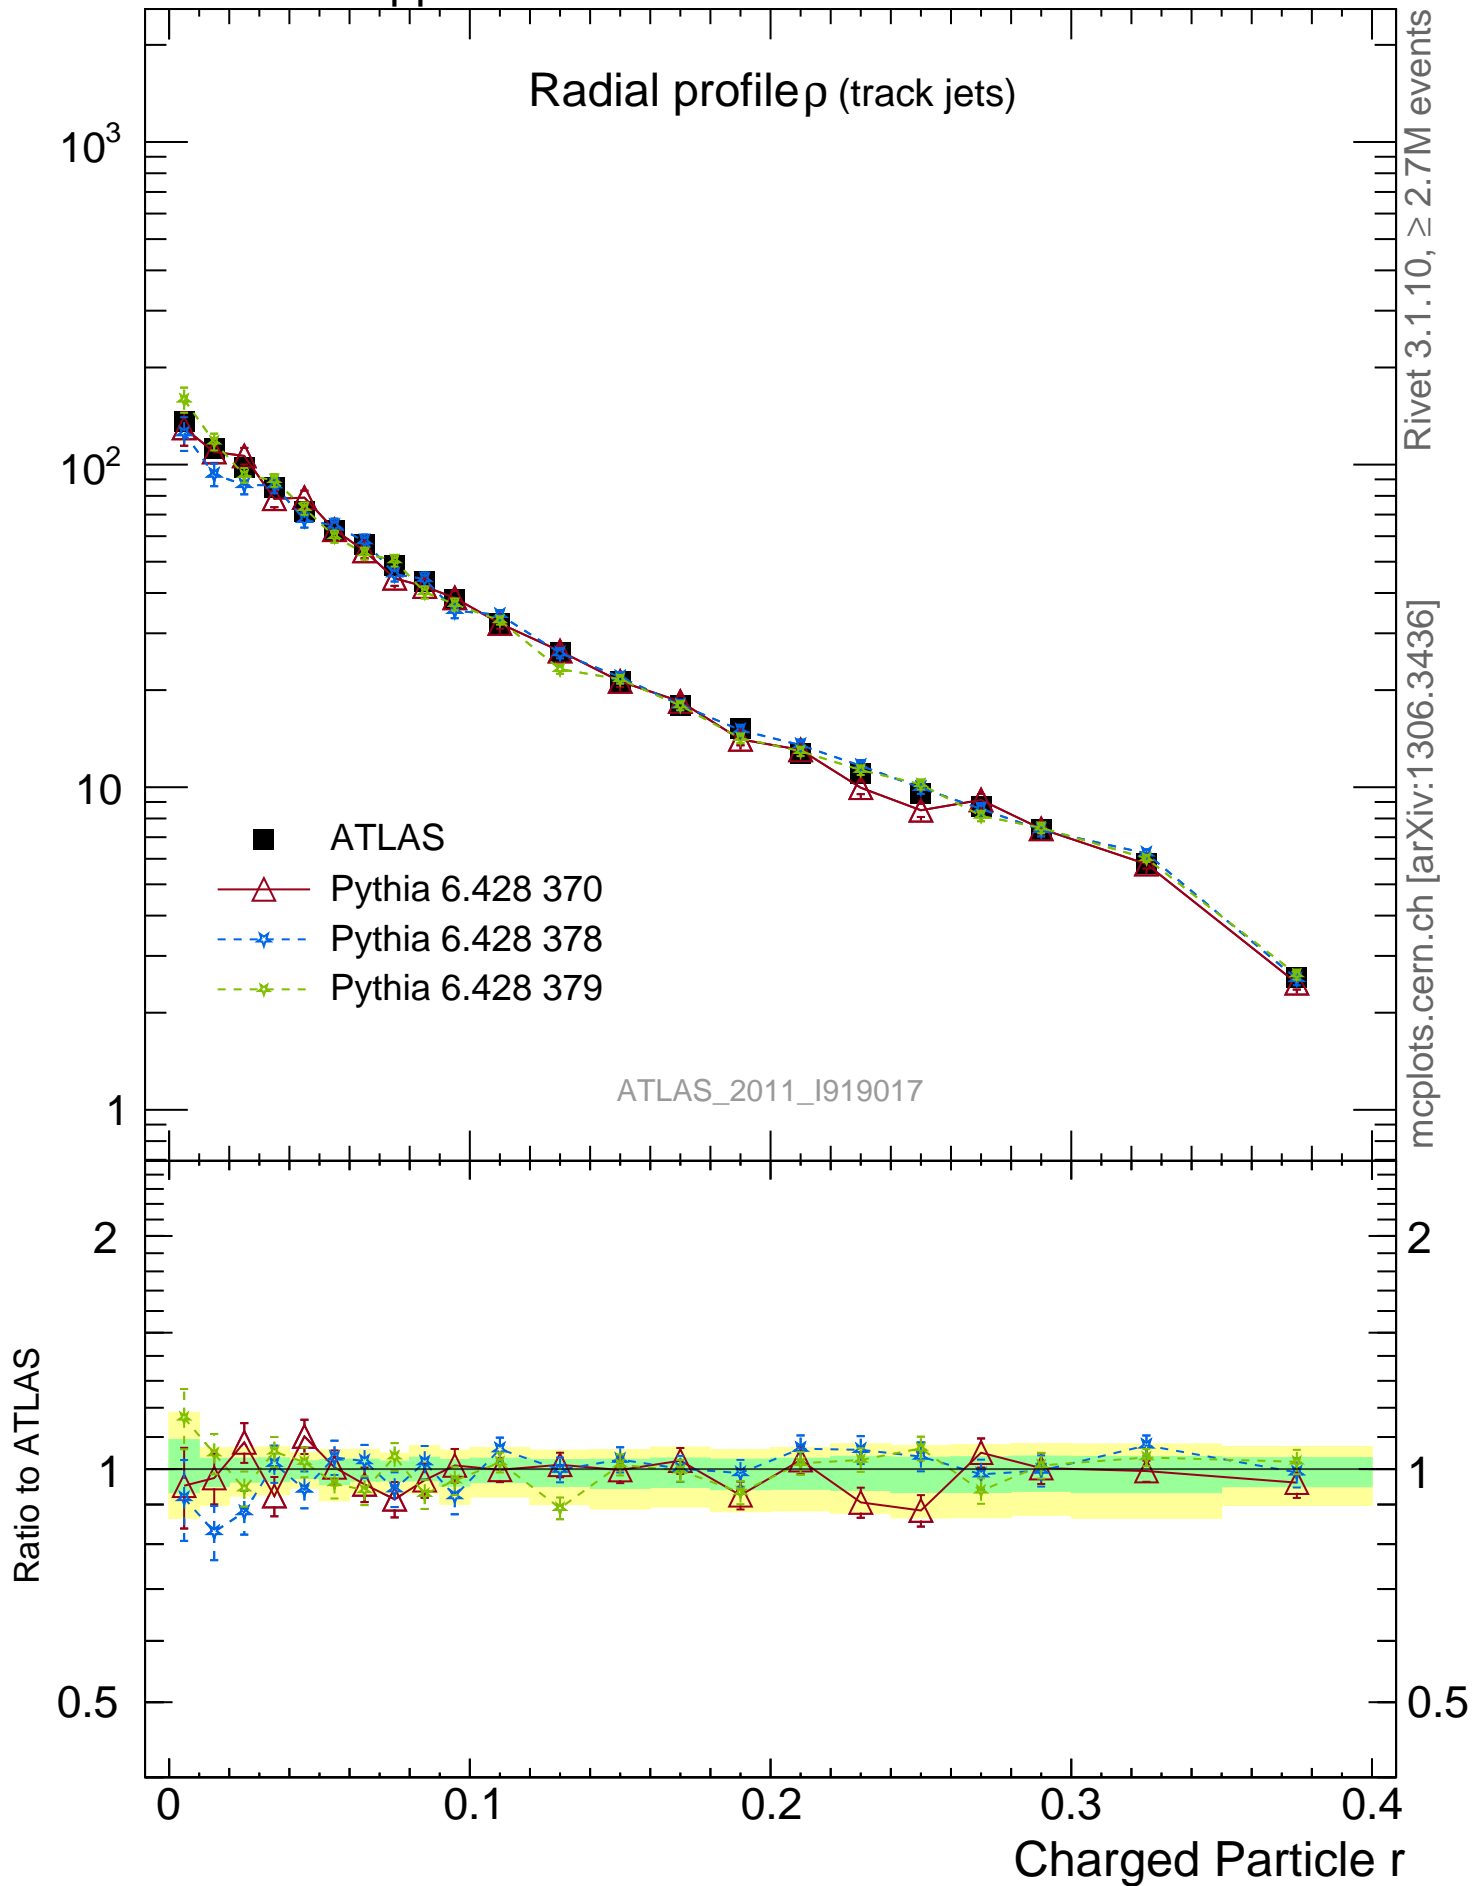 Radial profile ρ (track jets)
10³
10²
10
1
ATLAS
Pythia 6.428 370
Pythia 6.428 378
Pythia 6.428 379
ATLAS_2011_I919017
Rivet 3.1.10, ≥ 2.7M events
mcplots.cern.ch [arXiv:1306.3436]
Ratio to ATLAS
2
1
0.5
2
1
0.5
0 0.1 0.2 0.3 0.4
Charged Particle r